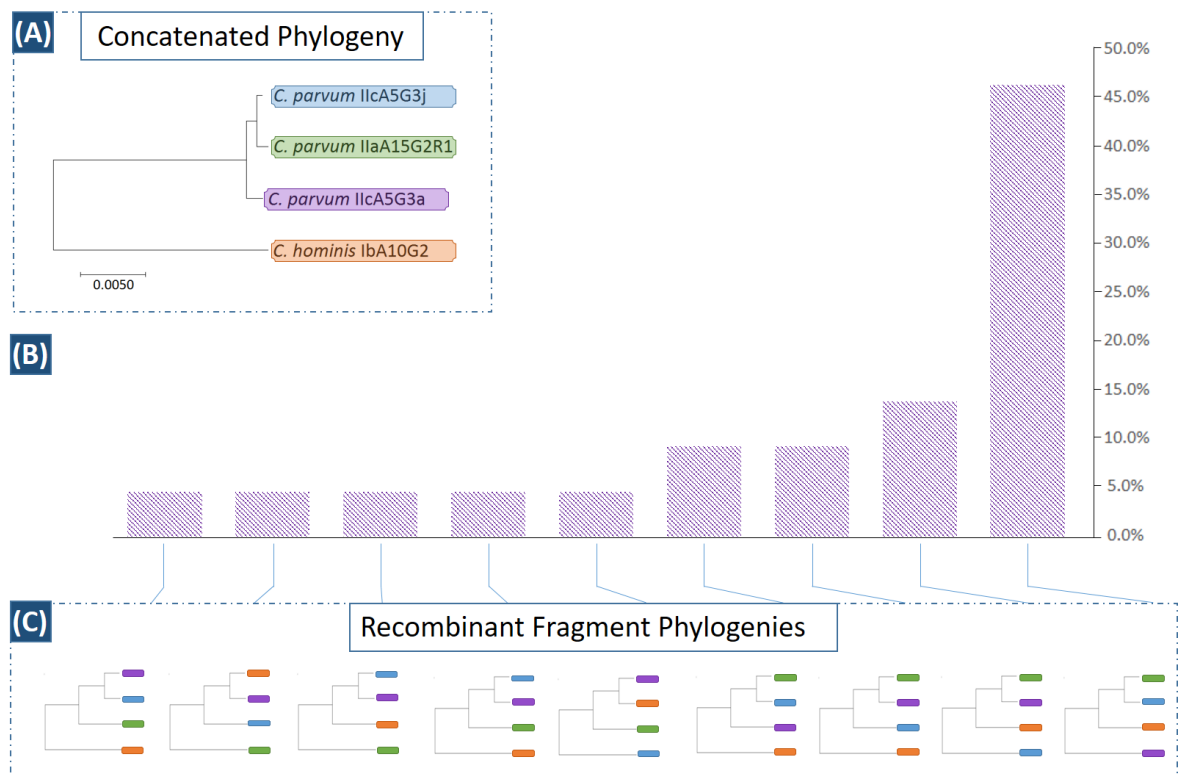 (A)
Concatenated Phylogeny
C. parvum IIcA5G3j
C. parvum IIaA15G2R1
C. parvum IIcA5G3a
C. hominis IbA10G2
0.0050
(B)
50.0%
45.0%
40.0%
35.0%
30.0%
25.0%
20.0%
15.0%
10.0%
5.0%
0.0%
(C)
Recombinant Fragment Phylogenies